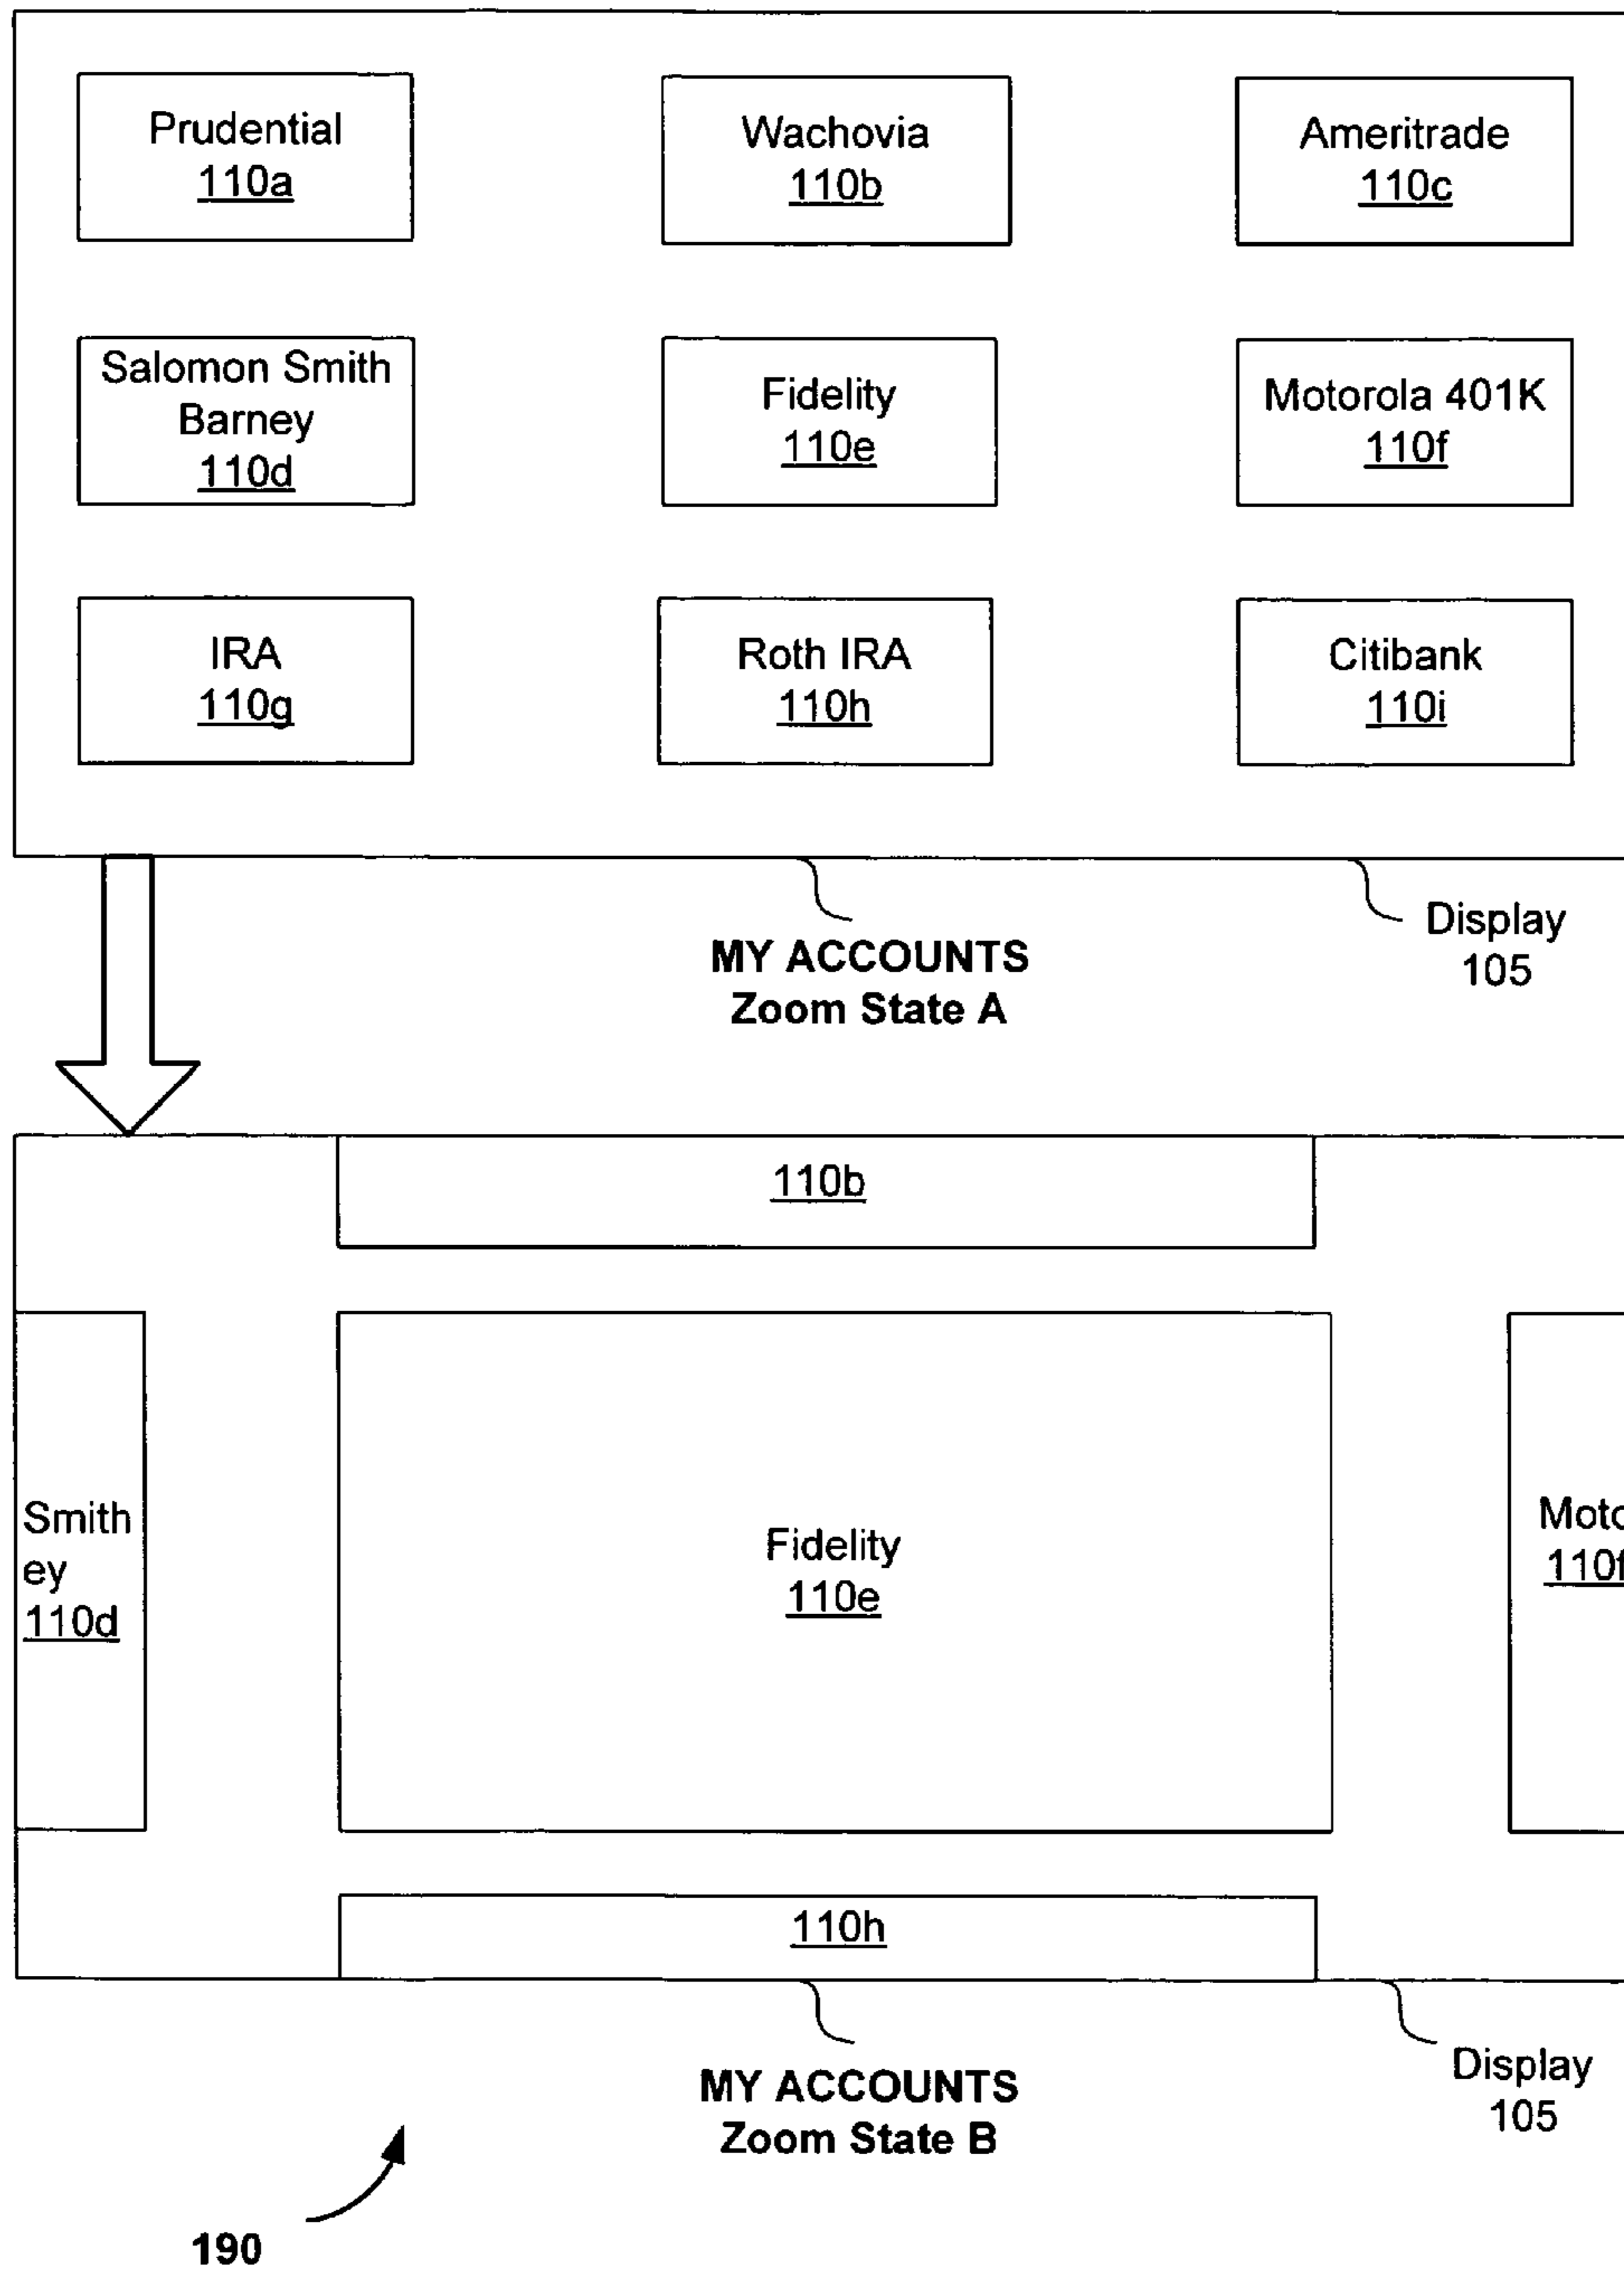 Prudential
110a
Wachovia
110b
Ameritrade
110c
Salomon Smith
Barney
110d
Fidelity
110e
Motorola 401K
110f
IRA
110g
Roth IRA
110h
Citibank
110i
MY ACCOUNTS
Zoom State A
Display
105
110b
Smith
ey
110d
Fidelity
110e
Moto
110f
110h
MY ACCOUNTS
Zoom State B
Display
105
190